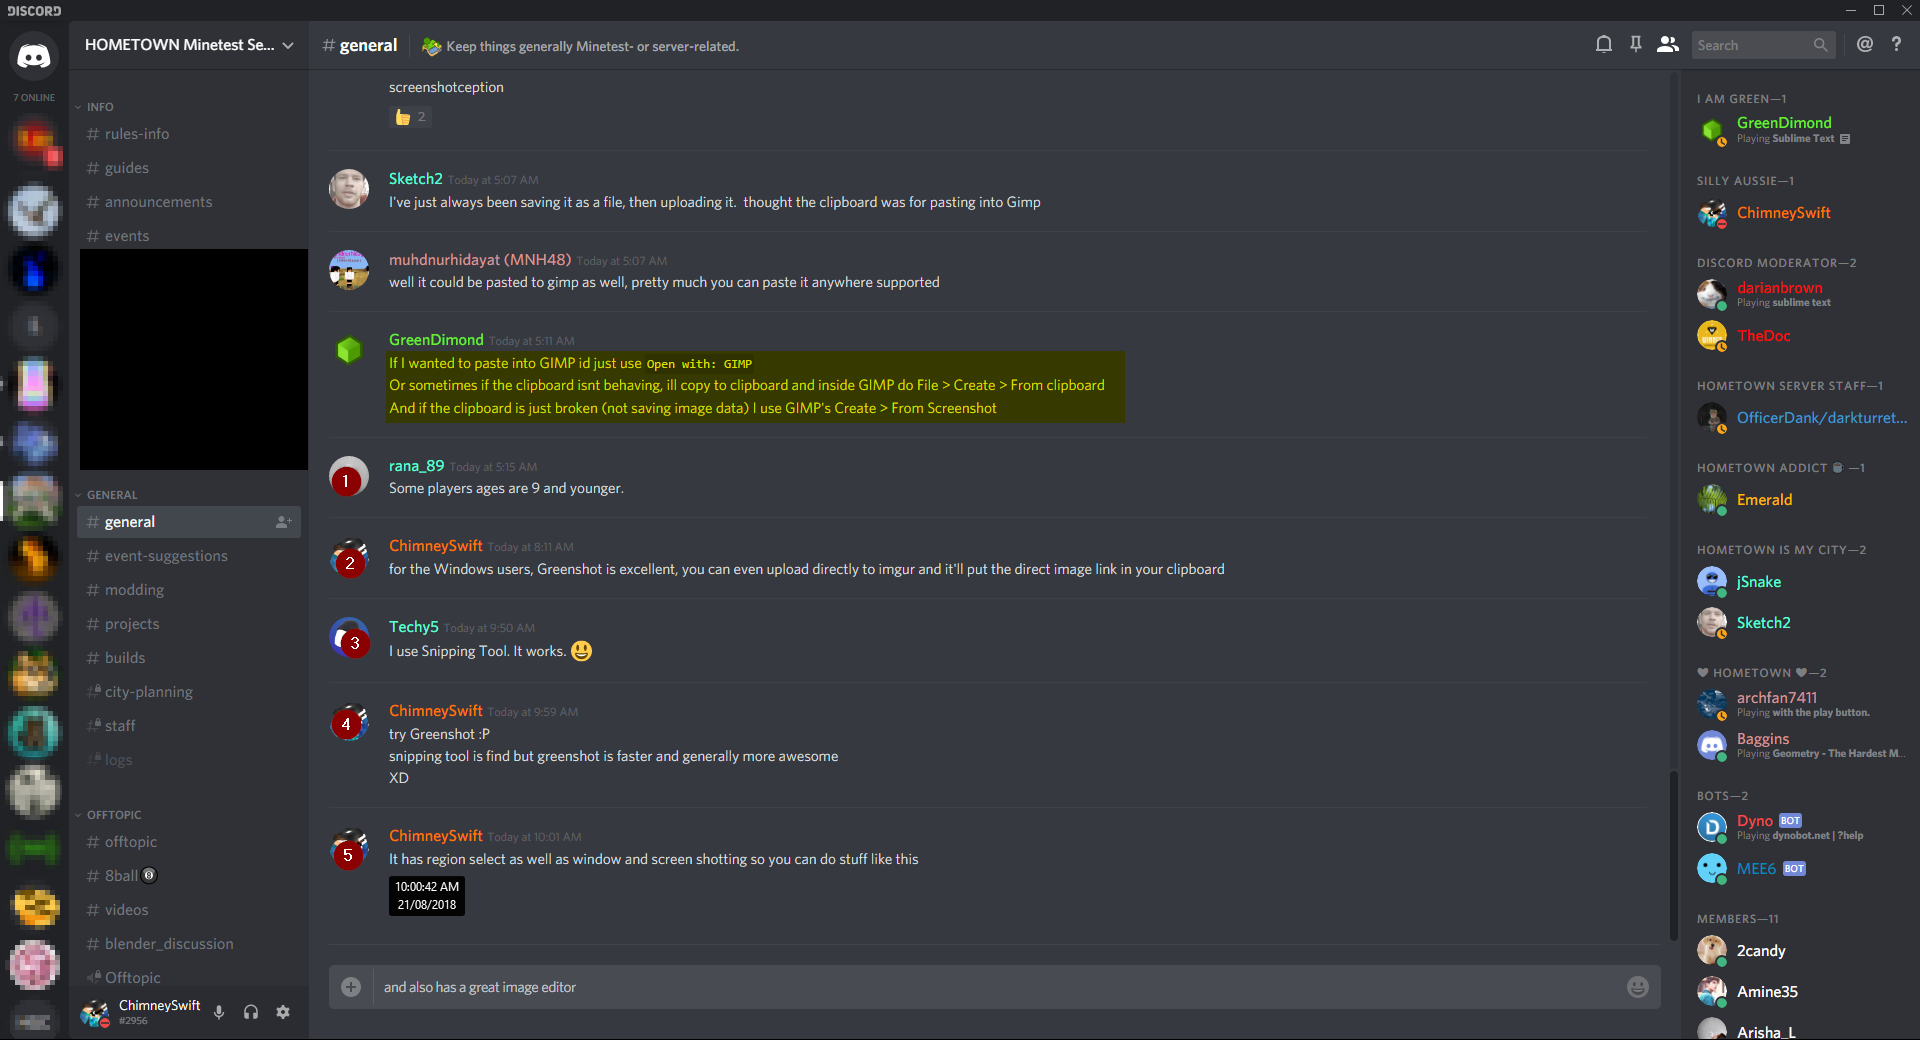 DISCORD
7 ONLINE
HOMETOWN Minetest Se...
INFO
# rules-info
# guides
# announcements
# events
GENERAL
# general
# event-suggestions
# modding
# projects
# builds
# city-planning
# staff
# logs
OFFTOPIC
# offtopic
# 8ball
# videos
# blender_discussion
Offtopic
ChimneySwift
#2956
# general
Keep things generally Minetest- or server-related.
Search
screenshotception
2
Sketch2 Today at 5:07 AM
I've just always been saving it as a file, then uploading it. thought the clipboard was for pasting into Gimp
muhdnurhidayat (MNH48) Today at 5:07 AM
well it could be pasted to gimp as well, pretty much you can paste it anywhere supported
GreenDimond Today at 5:11 AM
If I wanted to paste into GIMP id just use Open with: GIMP
Or sometimes if the clipboard isnt behaving, ill copy to clipboard and inside GIMP do File > Create > From clipboard
And if the clipboard is just broken (not saving image data) I use GIMP's Create > From Screenshot
1
rana_89 Today at 5:15 AM
Some players ages are 9 and younger.
2
ChimneySwift Today at 8:11 AM
for the Windows users, Greenshot is excellent, you can even upload directly to imgur and it'll put the direct image link in your clipboard
3
Techy5 Today at 9:50 AM
I use Snipping Tool. It works.
4
ChimneySwift Today at 9:59 AM
try Greenshot :P
snipping tool is find but greenshot is faster and generally more awesome
XD
5
ChimneySwift Today at 10:01 AM
It has region select as well as window and screen shotting so you can do stuff like this
10:00:42 AM
21/08/2018
and also has a great image editor
I AM GREEN—1
GreenDimond
Playing Sublime Text
SILLY AUSSIE—1
ChimneySwift
DISCORD MODERATOR—2
darianbrown
Playing sublime text
TheDoc
HOMETOWN SERVER STAFF—1
OfficerDank/darkturret...
HOMETOWN ADDICT —1
Emerald
HOMETOWN IS MY CITY—2
jSnake
Sketch2
HOMETOWN —2
archfan7411
Playing with the play button.
Baggins
Playing Geometry - The Hardest M...
BOTS—2
Dyno BOT
Playing dynobot.net | ?help
MEE6 BOT
MEMBERS—11
2candy
Amine35
Arisha_L